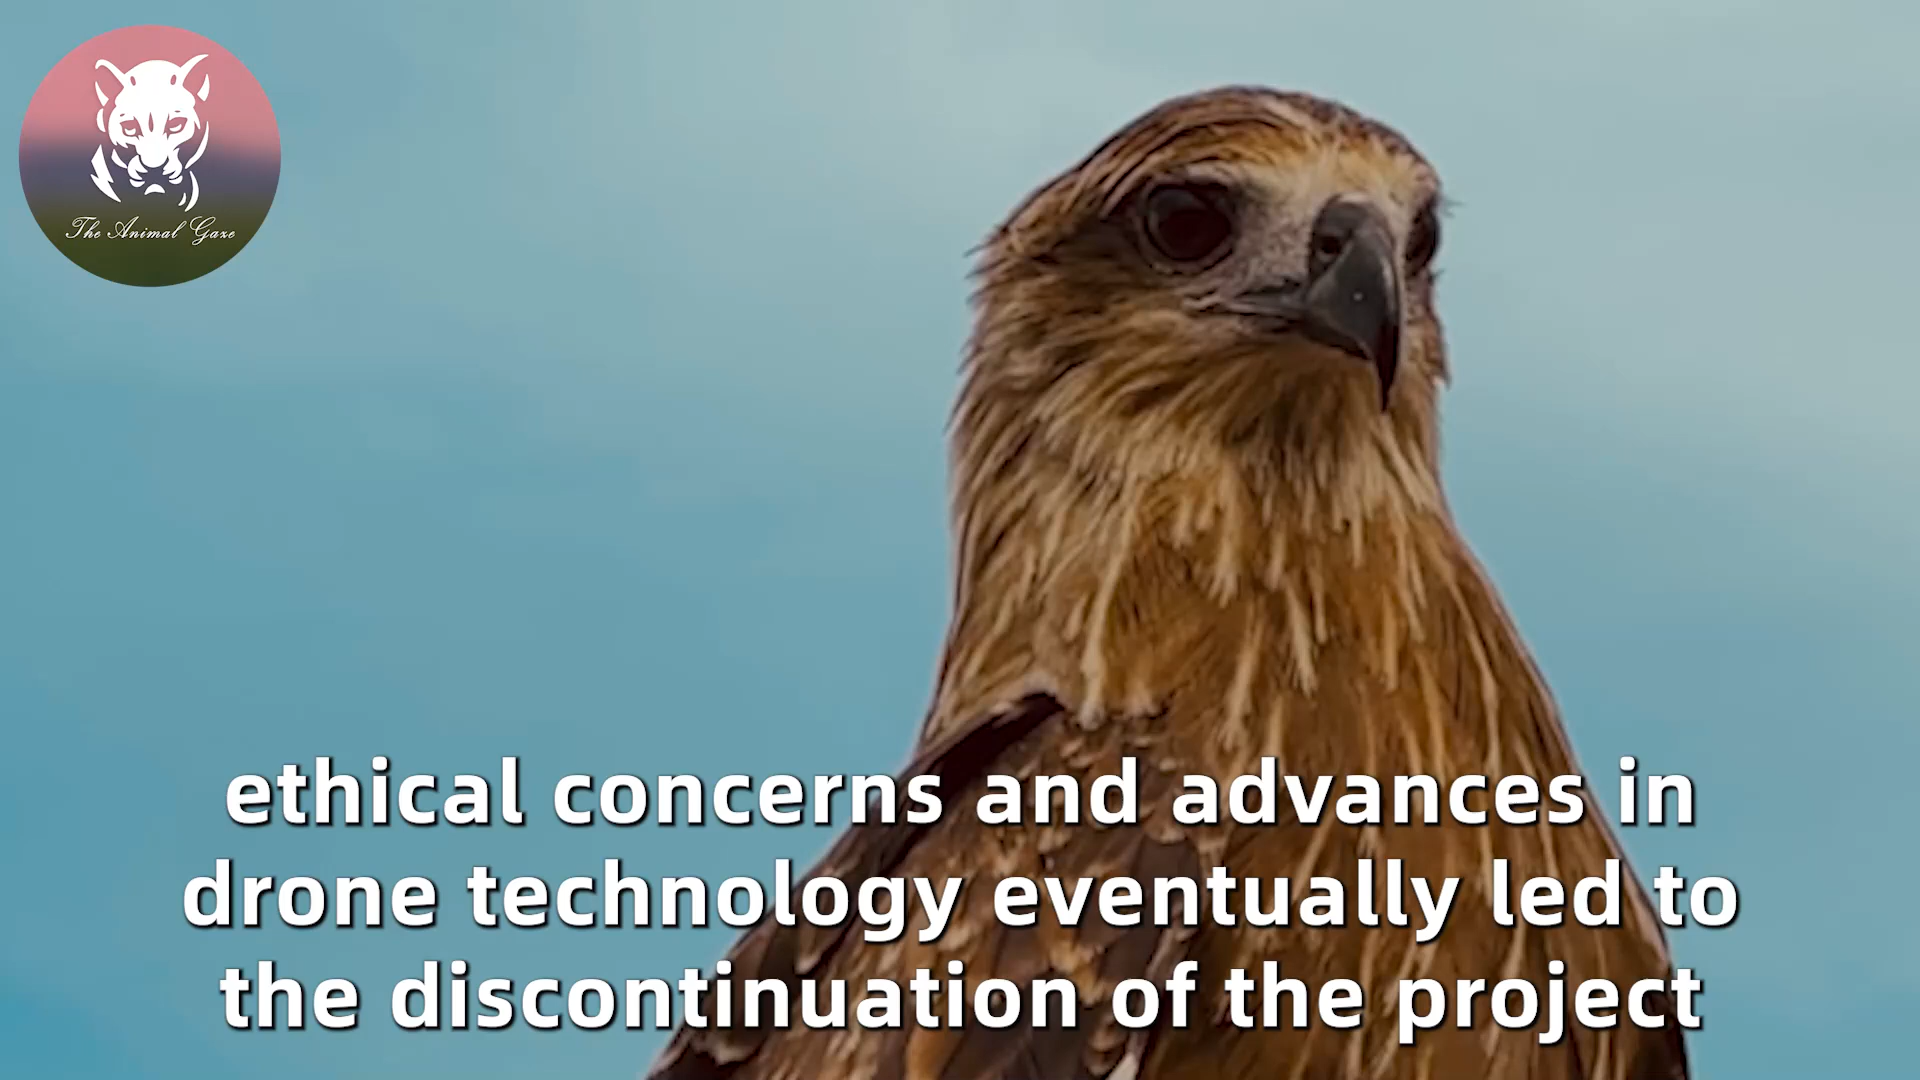 The Animal Gaze
ethical concerns and advances in
drone technology eventually led to
the discontinuation of the project